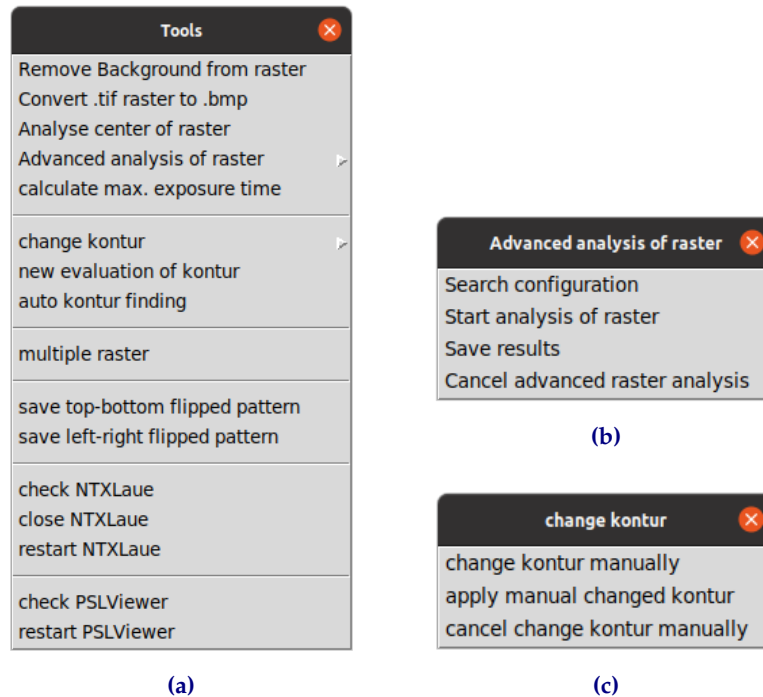 Tools
Remove Background from raster
Convert .tif raster to .bmp
Analyse center of raster
Advanced analysis of raster
calculate max. exposure time
change kontur
new evaluation of kontur
auto kontur finding
multiple raster
save top-bottom flipped pattern
save left-right flipped pattern
check NTXLaue
close NTXLaue
restart NTXLaue
check PSLViewer
restart PSLViewer
(a)
Advanced analysis of raster
Search configuration
Start analysis of raster
Save results
Cancel advanced raster analysis
(b)
change kontur
change kontur manually
apply manual changed kontur
cancel change kontur manually
(c)